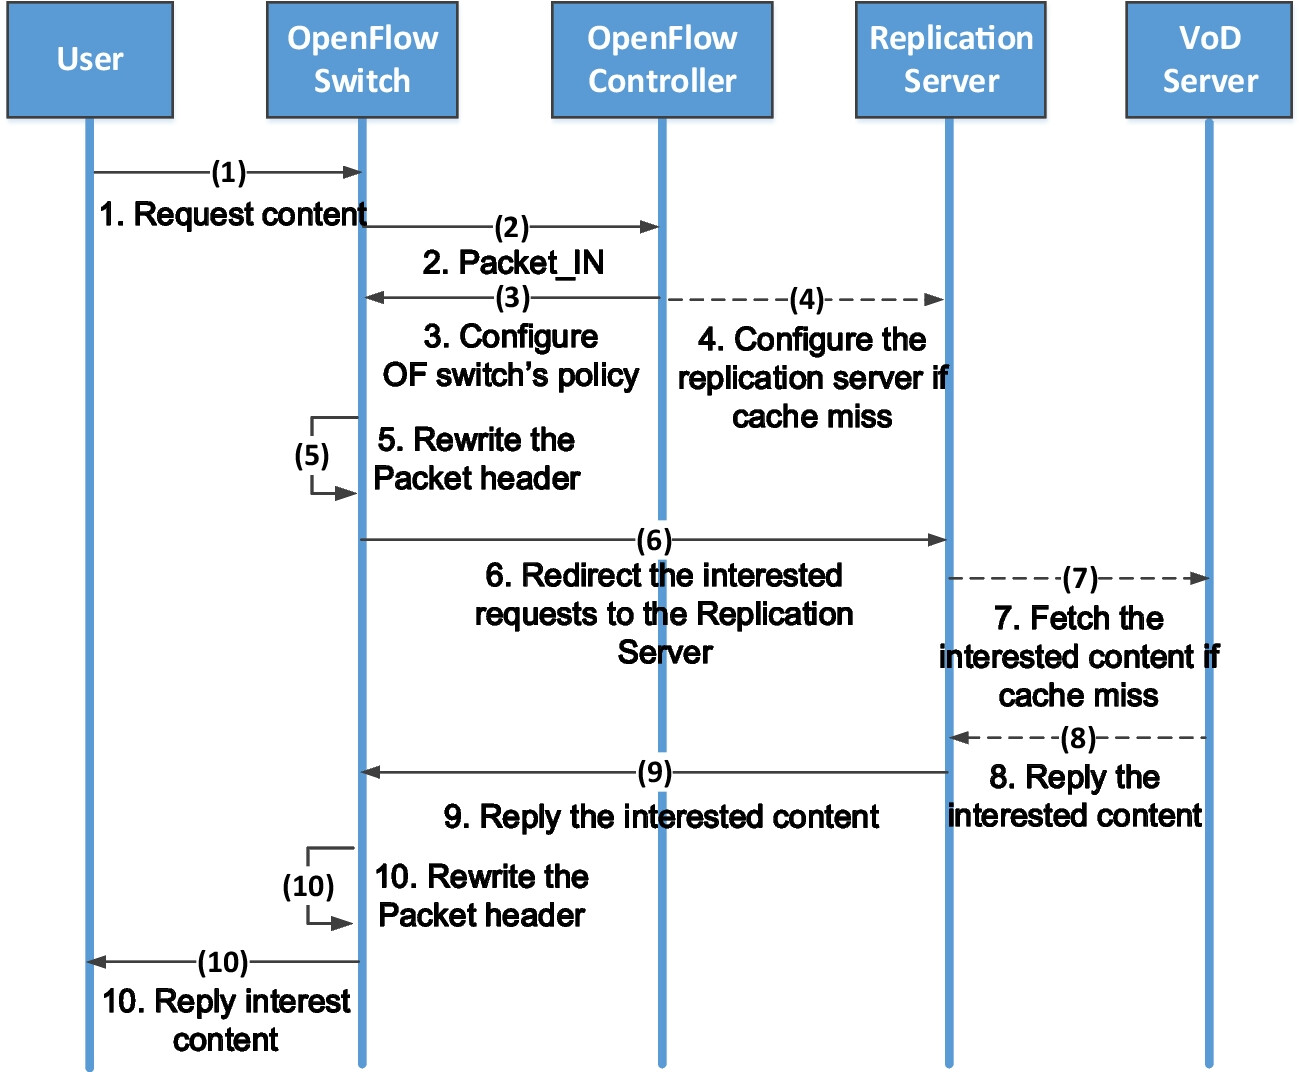 User
OpenFlow
Switch
OpenFlow
Controller
Replication
Server
VoD
Server
(1)
1. Request content
(2)
2. Packet_IN
(3)
3. Configure
OF switch's policy
(4)
4. Configure the
replication server if
cache miss
(5)
5. Rewrite the
Packet header
(6)
6. Redirect the interested
requests to the Replication
Server
(7)
7. Fetch the
interested content if
cache miss
(8)
8. Reply the
interested content
(9)
9. Reply the interested content
(10)
10. Rewrite the
Packet header
(10)
10. Reply interest
content